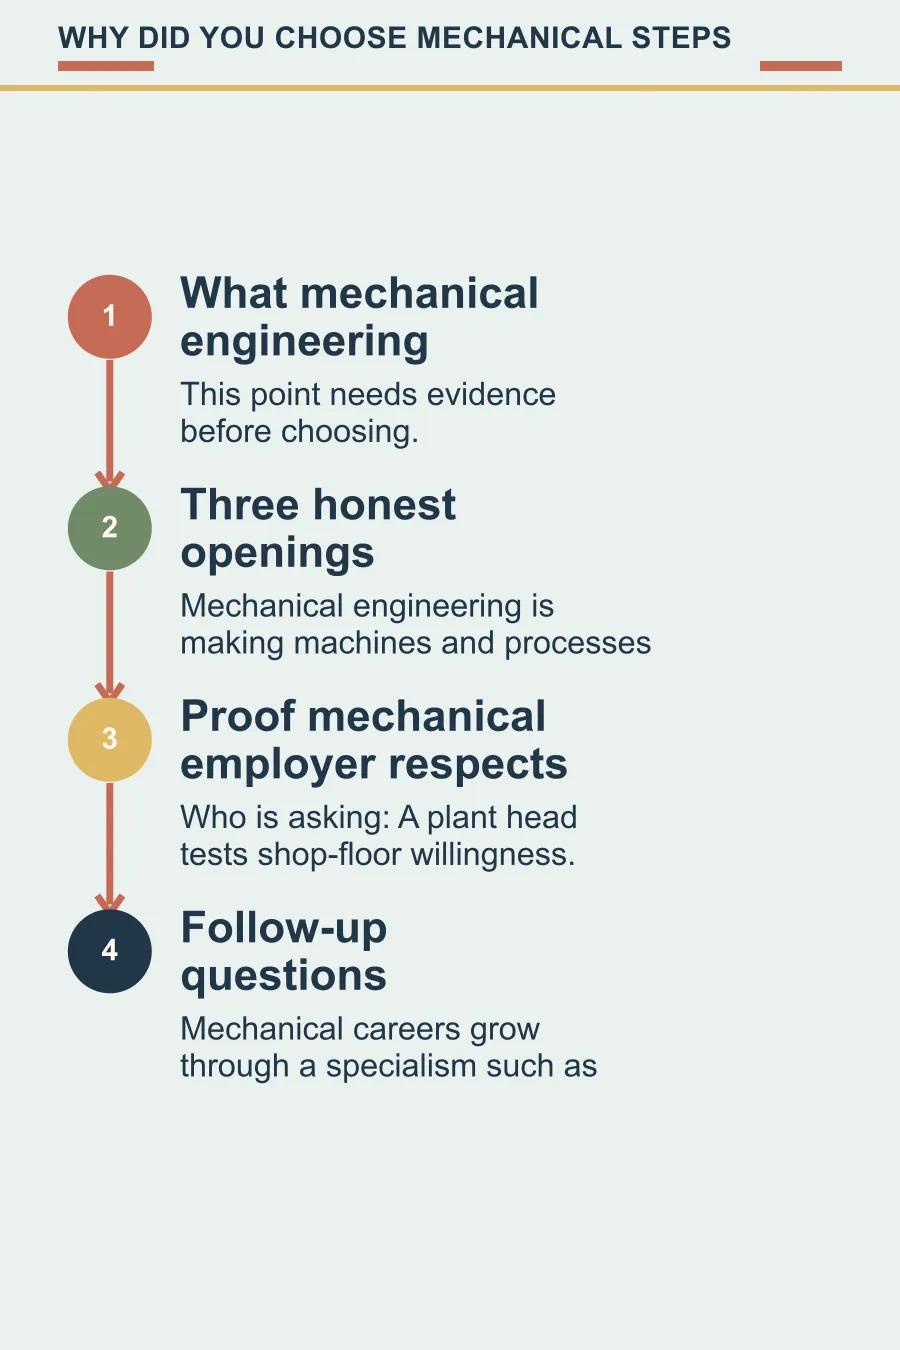 WHY DID YOU CHOOSE MECHANICAL STEPS
1
What mechanical
engineering
This point needs evidence
before choosing.
2
Three honest
openings
Mechanical engineering is
making machines and processes
3
Proof mechanical
employer respects
Who is asking: A plant head
tests shop-floor willingness.
4
Follow-up
questions
Mechanical careers grow
through a specialism such as